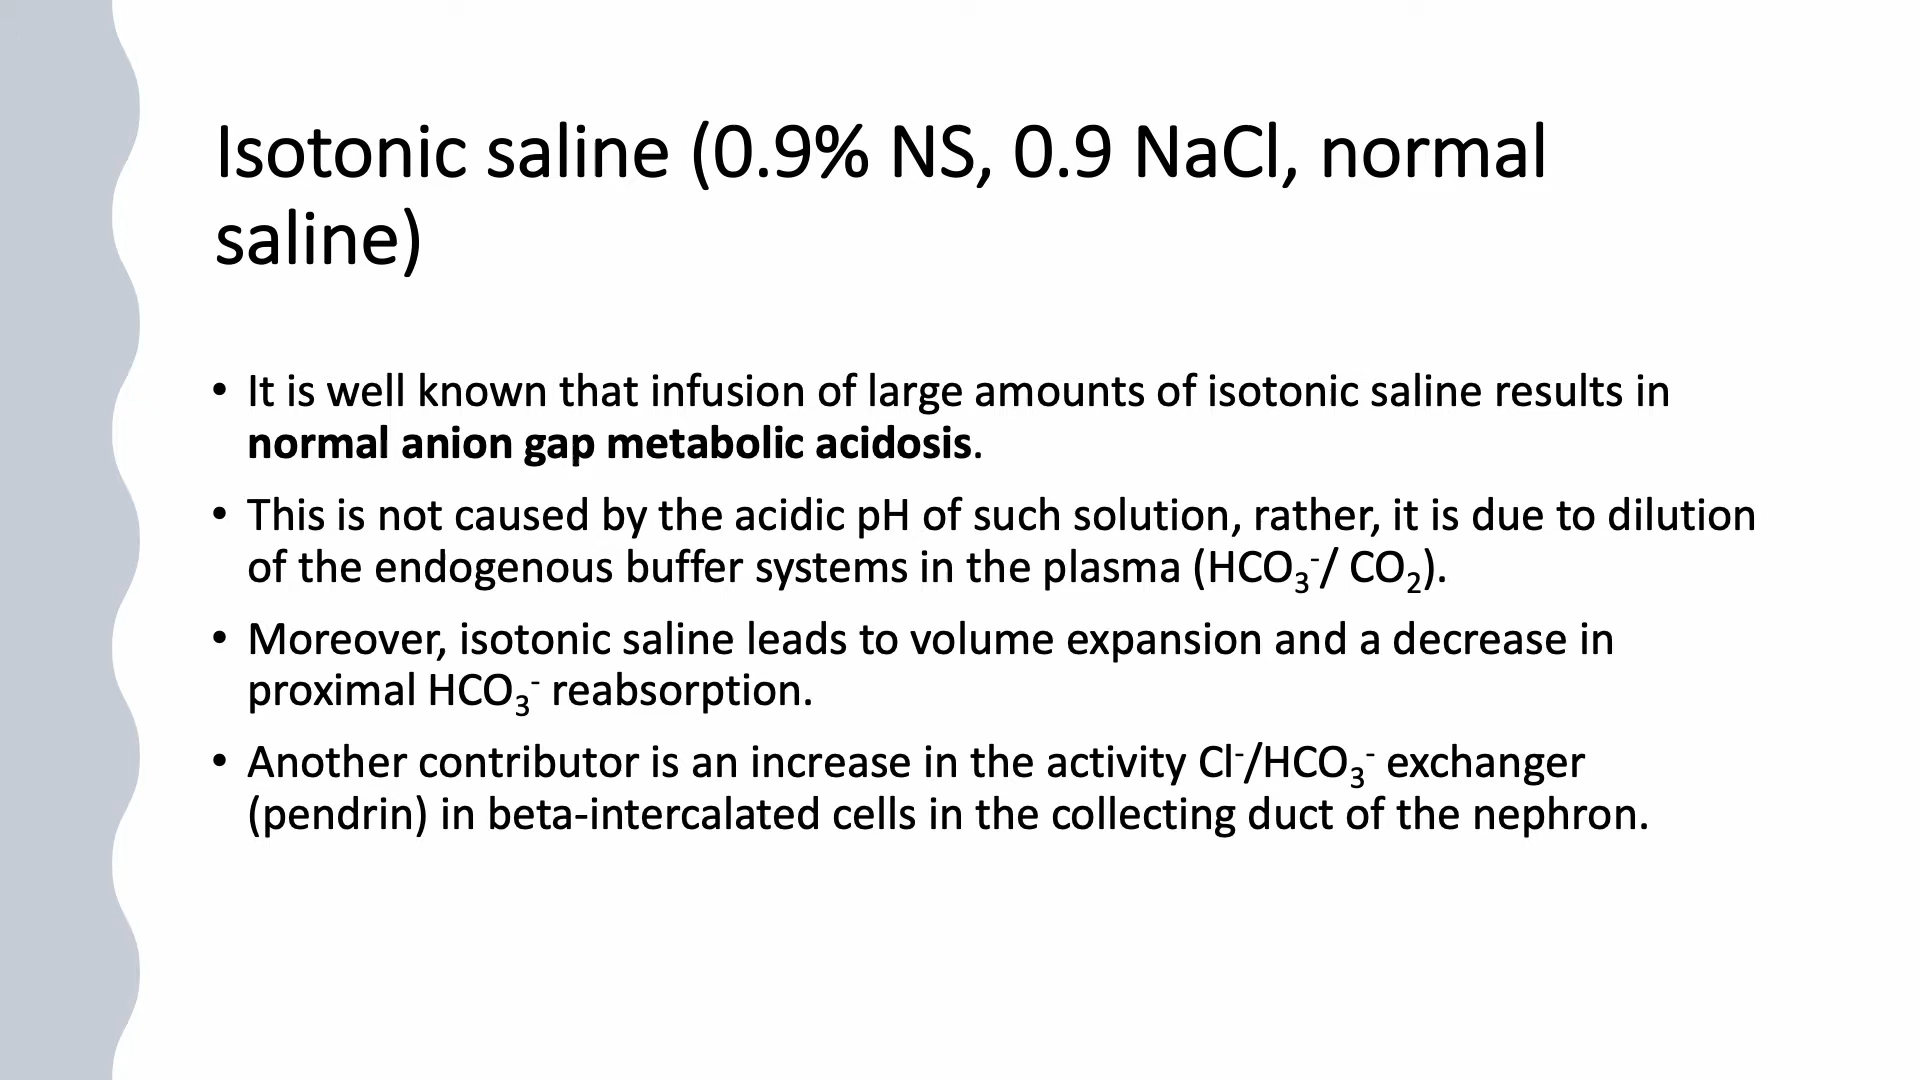 Isotonic saline (0.9% NS, 0.9 NaCl, normal
saline)
• It is well known that infusion of large amounts of isotonic saline results in
normal anion gap metabolic acidosis.
• This is not caused by the acidic pH of such solution, rather, it is due to dilution
of the endogenous buffer systems in the plasma (HCO₃⁻/ CO₂).
• Moreover, isotonic saline leads to volume expansion and a decrease in
proximal HCO₃⁻ reabsorption.
• Another contributor is an increase in the activity Cl⁻/HCO₃⁻ exchanger
(pendrin) in beta-intercalated cells in the collecting duct of the nephron.